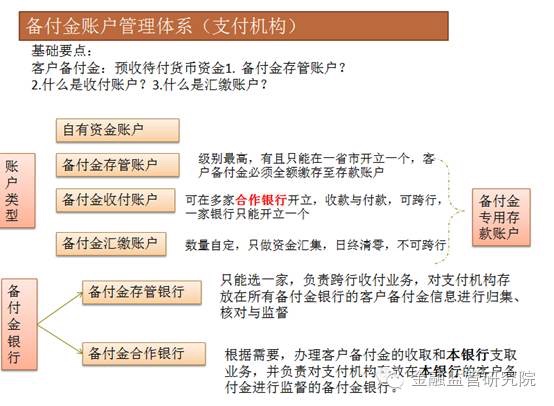 备付金账户管理体系（支付机构）
基础要点：
客户备付金：预收待付货币资金1. 备付金存管账户？
2.什么是收付账户？3.什么是汇缴账户？
账户类型
自有资金账户
备付金存管账户
级别最高，有且只能在一省市开立一个，客
户备付金必须全额缴存至存款账户
备付金收付账户
可在多家合作银行开立，收款与付款，可跨行，
一家银行只能开立一个
备付金汇缴账户
数量自定，只做资金汇集，日终清零，不可跨行
备付金
专用存
款账户
备付金银行
备付金存管银行
只能选一家，负责跨行收付业务，对支付机构存
放在所有备付金银行的客户备付金信息进行归集、
核对与监督
备付金合作银行
根据需要，办理客户备付金的收取和本银行支取
业务，并负责对支付机构存放在本银行的客户备
付金进行监督的备付金银行。
金融监管研究院